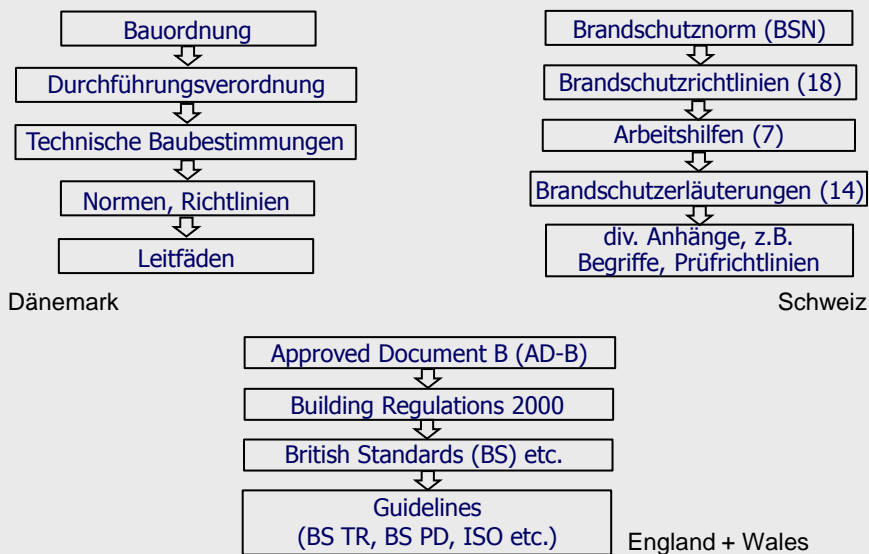 Bauordnung
Durchführungsverordnung
Technische Baubestimmungen
Normen, Richtlinien
Leitfäden
Dänemark
Brandschutznorm (BSN)
Brandschutzrichtlinien (18)
Arbeitshilfen (7)
Brandschutzerläuterungen (14)
div. Anhänge, z.B.
Begriffe, Prüfrichtlinien
Schweiz
Approved Document B (AD-B)
Building Regulations 2000
British Standards (BS) etc.
Guidelines
(BS TR, BS PD, ISO etc.)
England + Wales